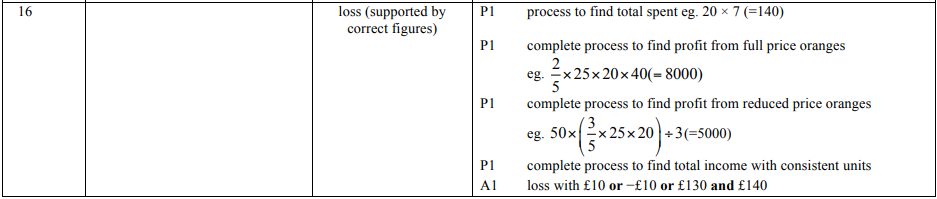 16 loss (supported by P1 process to find total spent eg. 20 × 7 (=140)
correct figures)
P1 complete process to find profit from full price oranges
eg. 2/5 × 25 × 20 × 40(= 8000)
P1 complete process to find profit from reduced price oranges
eg. 50×(3/5 × 25 × 20) ÷ 3(=5000)
P1 complete process to find total income with consistent units
A1 loss with £10 or −£10 or £130 and £140